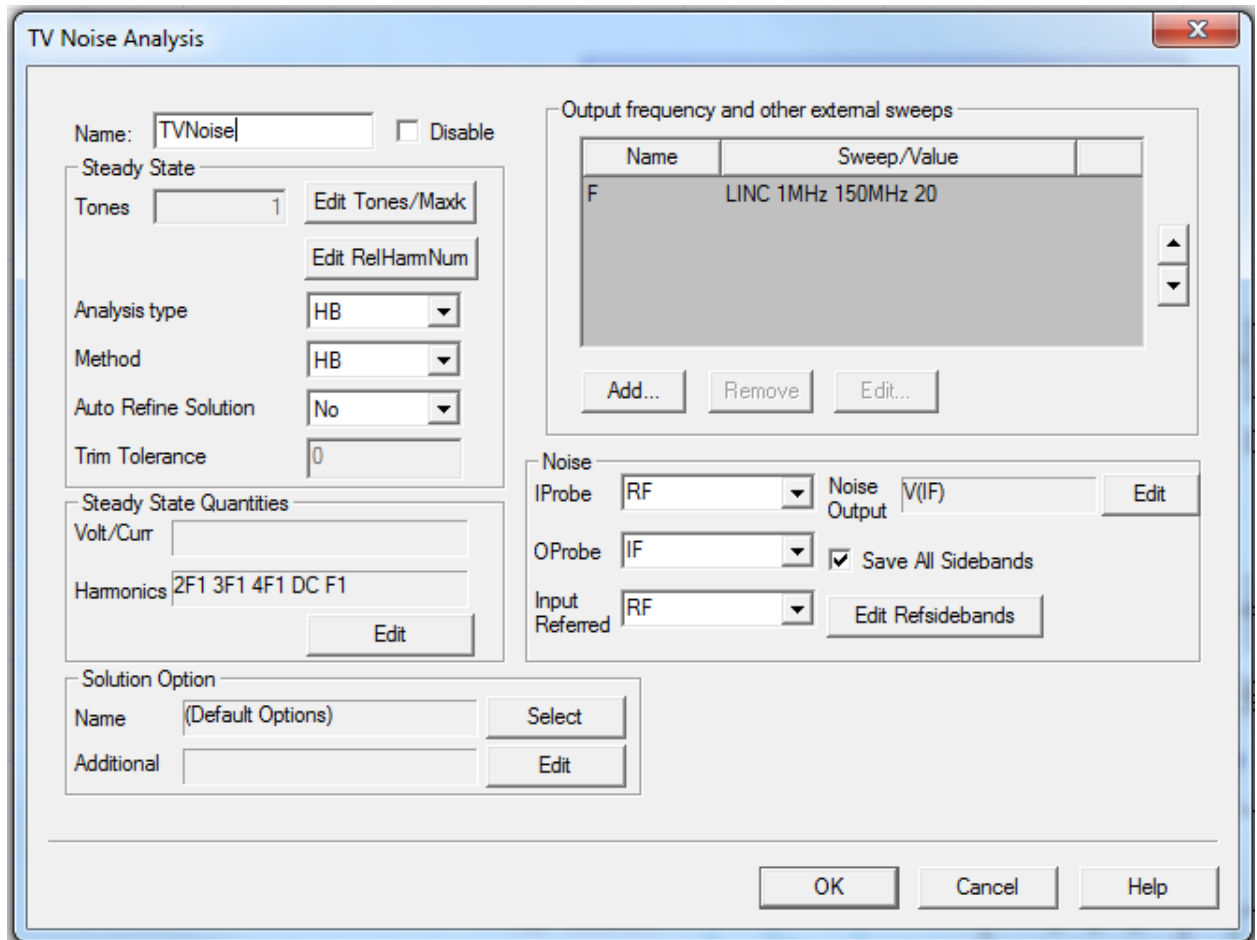 TV Noise Analysis
Name: TVNoise
Disable
Steady State
Tones 1 Edit Tones/Maxk
Edit RelHarmNum
Analysis type HB
Method HB
Auto Refine Solution No
Trim Tolerance 0
Steady State Quantities
Volt/Curr
Harmonics 2F1 3F1 4F1 DC F1
Edit
Solution Option
Name (Default Options) Select
Additional Edit
Output frequency and other external sweeps
Name Sweep/Value
F LINC 1MHz 150MHz 20
Add... Remove Edit...
Noise
IProbe RF
Noise
Output V(IF) Edit
OProbe IF
Save All Sidebands
Input
Referred RF
Edit Refsidebands
OK Cancel Help